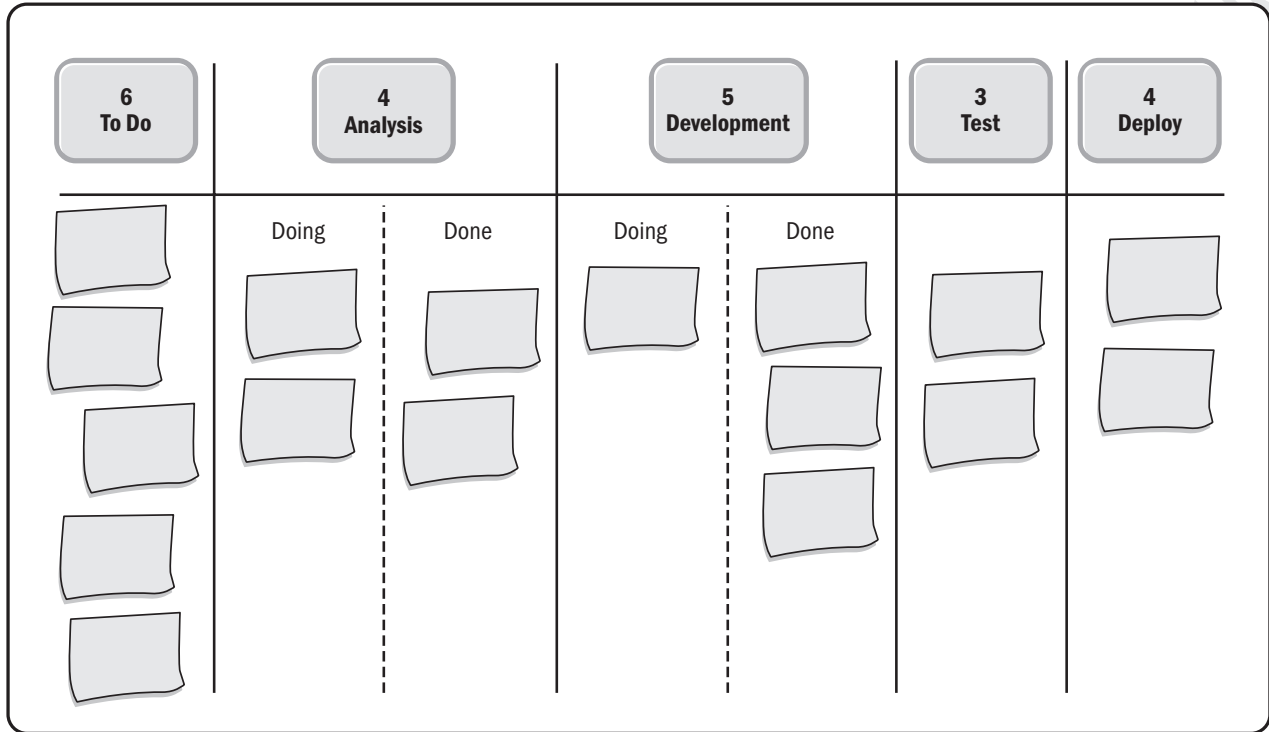 6
To Do
4
Analysis
5
Development
3
Test
4
Deploy
Doing
Done
Doing
Done